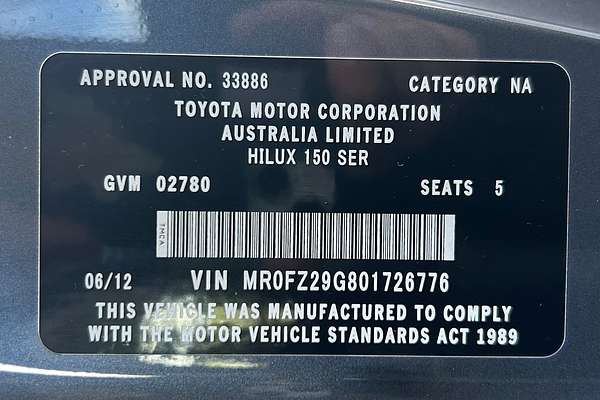 APPROVAL NO. 33886 CATEGORY NA
TOYOTA MOTOR CORPORATION
AUSTRALIA LIMITED
HILUX 150 SER
GVM 02780 SEATS 5
TMCA
06/12 VIN MR0FZ29G801726776
THIS VEHICLE WAS MANUFACTURED TO COMPLY
WITH THE MOTOR VEHICLE STANDARDS ACT 1989